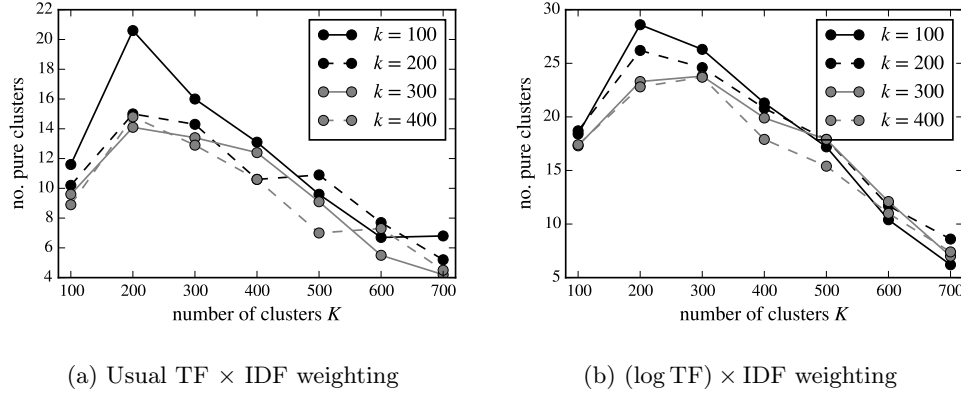 22
20
18
16
14
12
10
8
6
4
no. pure clusters
100 200 300 400 500 600 700
number of clusters K
k = 100
k = 200
k = 300
k = 400
(a) Usual TF × IDF weighting
30
25
20
15
10
5
no. pure clusters
100 200 300 400 500 600 700
number of clusters K
k = 100
k = 200
k = 300
k = 400
(b) (log TF) × IDF weighting